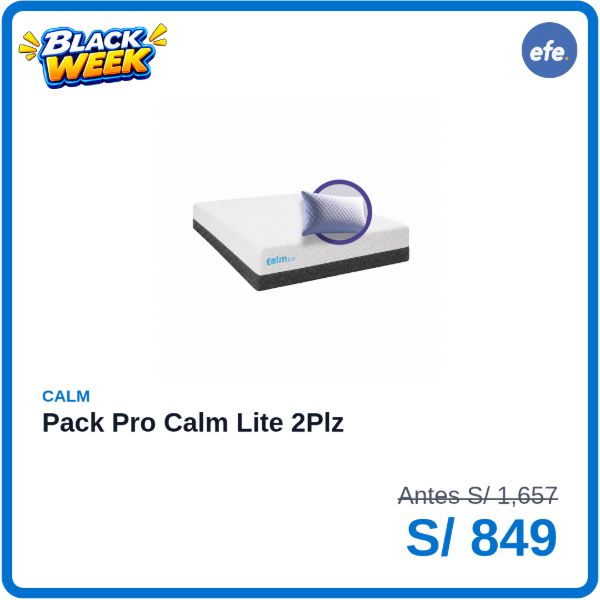 BLACK
WEEK
efe.
Calm
CALM
Pack Pro Calm Lite 2Plz
Antes S/ 1,657
S/ 849